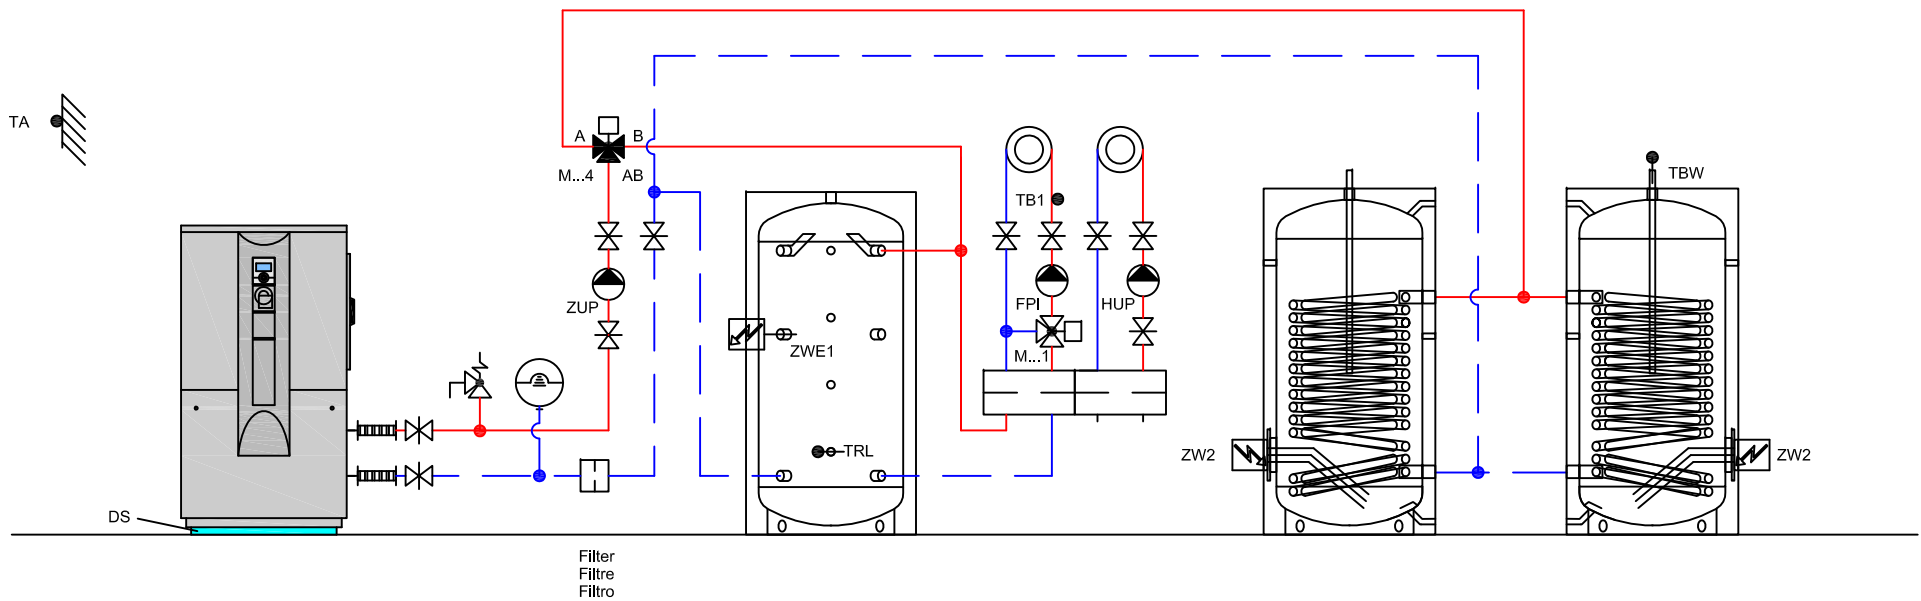 TA
A
B
M...4
AB
ZUP
TB1
TBW
FPI
HUP
M...1
ZWE1
TRL
ZW2
ZW2
DS
Filter
Filtre
Filtro